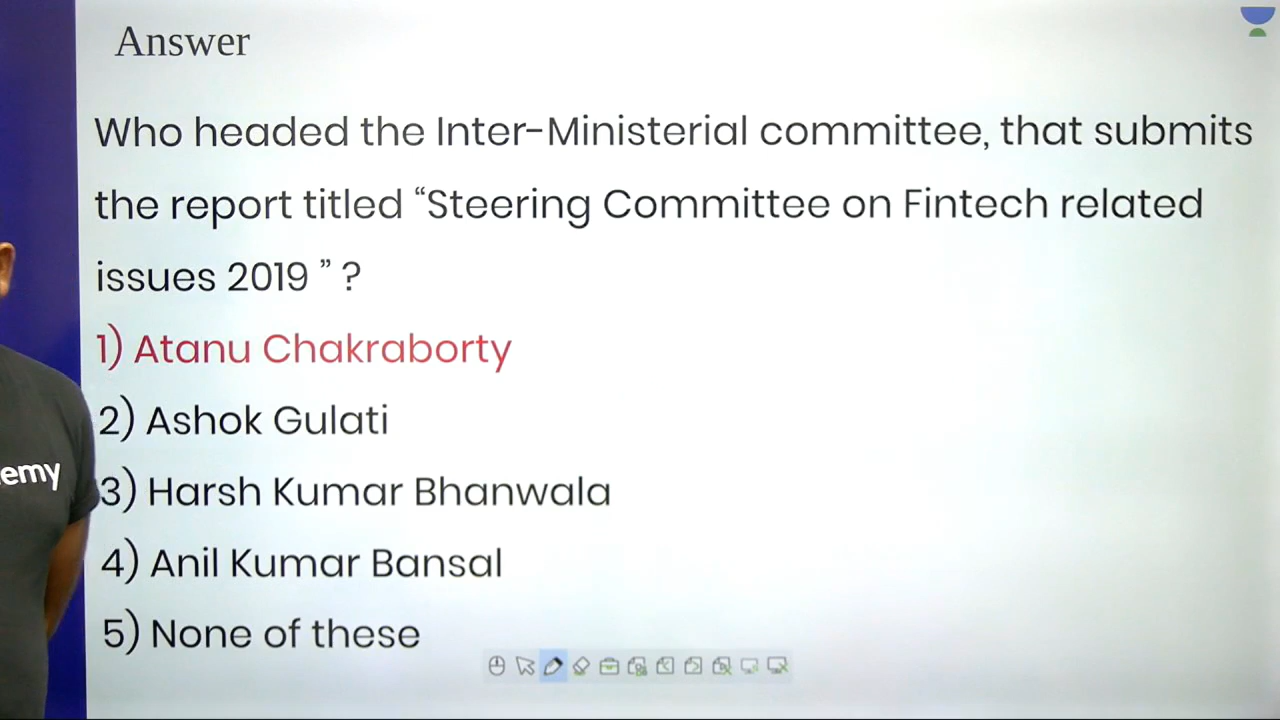 Answer
Who headed the Inter-Ministerial committee, that submits
the report titled “Steering Committee on Fintech related
issues 2019 ” ?
1) Atanu Chakraborty
2) Ashok Gulati
3) Harsh Kumar Bhanwala
4) Anil Kumar Bansal
5) None of these
emy